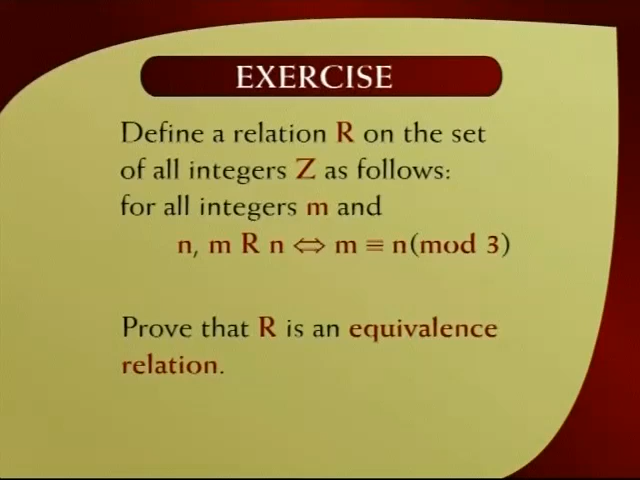 EXERCISE
Define a relation R on the set
of all integers Z as follows:
for all integers m and
n, m R n ⇔ m ≡ n(mod 3)
Prove that R is an equivalence
relation.